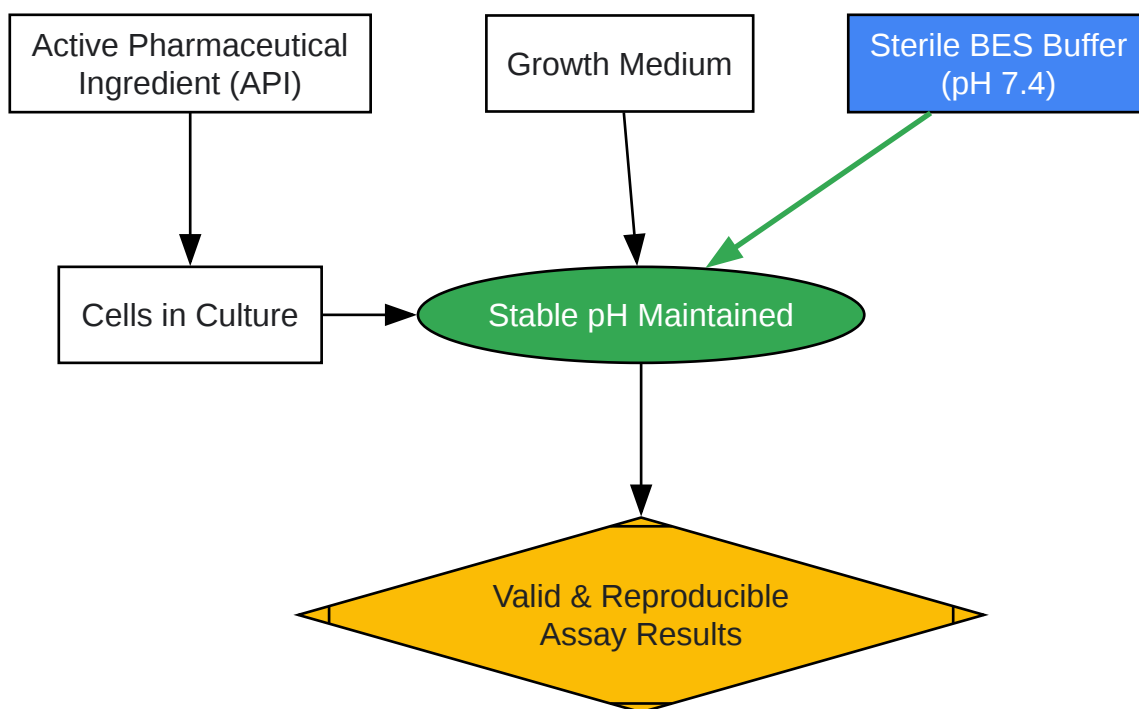 Active Pharmaceutical
Ingredient (API)
Growth Medium
Sterile BES Buffer
(pH 7.4)
Cells in Culture
Stable pH Maintained
Valid & Reproducible
Assay Results